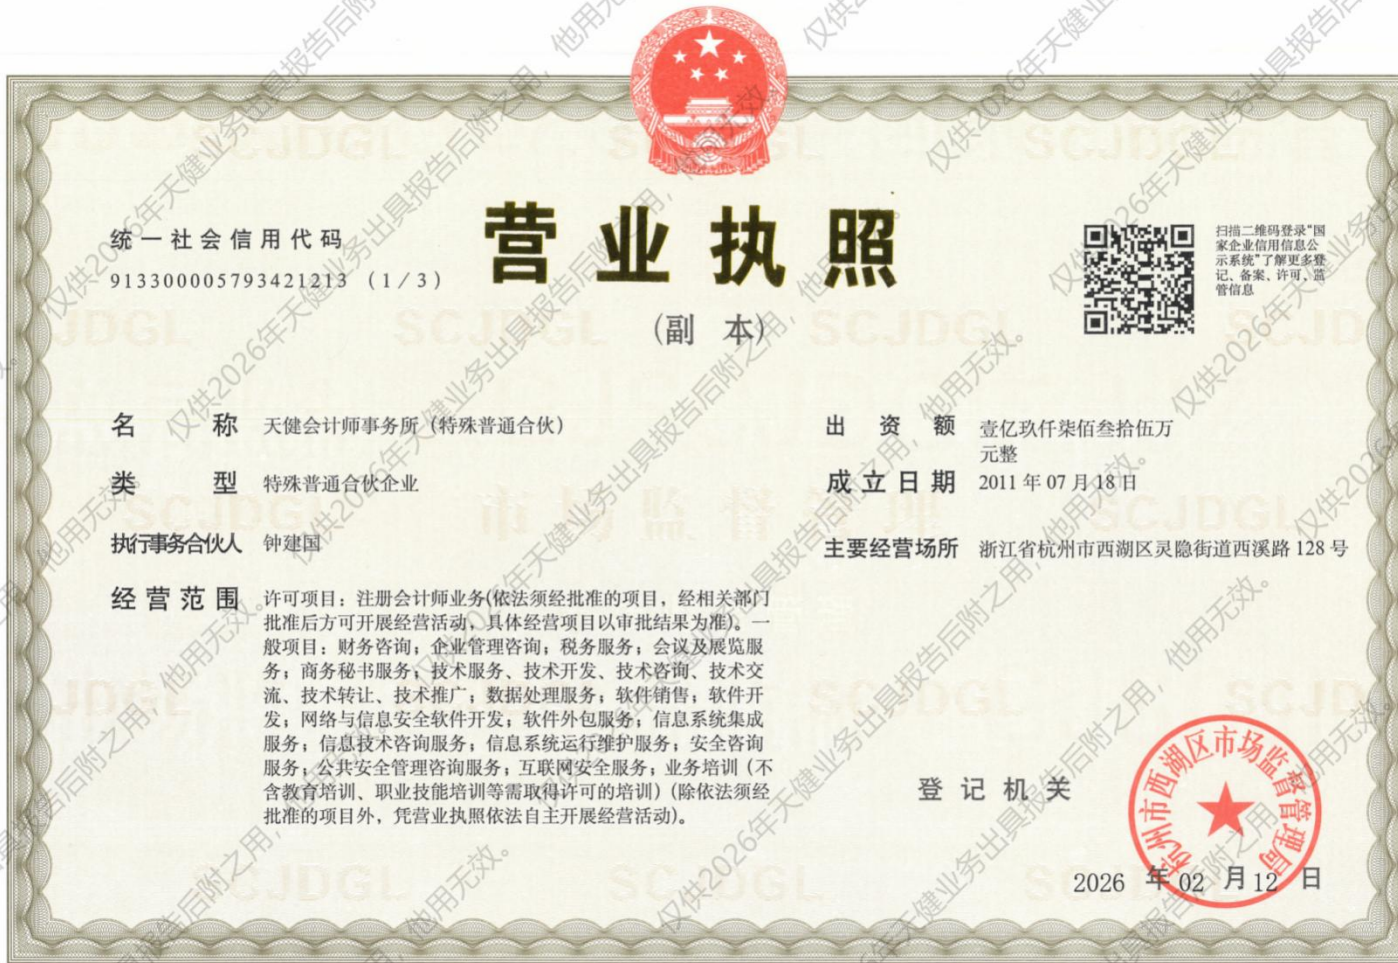 统一社会信用代码
913300005793421213 (1/3)
营业执照
(副 本)
扫描二维码登录“国
家企业信用信息公
示系统”了解更多登
记、备案、许可、监
管信息
名 称 天健会计师事务所（特殊普通合伙）
类 型 特殊普通合伙企业
执行事务合伙人 钟建国
经营范围 许可项目：注册会计师业务(依法须经批准的项目，经相关部门
批准后方可开展经营活动，具体经营项目以审批结果为准)。一
般项目：财务咨询；企业管理咨询；税务服务；会议及展览服
务；商务秘书服务；技术服务、技术开发、技术咨询、技术交
流、技术转让、技术推广；数据处理服务；软件销售；软件开
发；网络与信息安全软件开发；软件外包服务；信息系统集成
服务；信息技术咨询服务；信息系统运行维护服务；安全咨询
服务；公共安全管理咨询服务；互联网安全服务；业务培训（不
含教育培训、职业技能培训等需取得许可的培训）(除依法须经
批准的项目外，凭营业执照依法自主开展经营活动)。
出 资 额 壹亿玖仟柒佰叁拾伍万
元整
成立日期 2011 年 07 月 18 日
主要经营场所 浙江省杭州市西湖区灵隐街道西溪路 128 号
登记机关
杭州市西湖区市场监督管理局
2026 年 02 月 12 日
仅供2026年天健业务出具报告后附之用，他用无效。
SCJDGL
市场监督管理